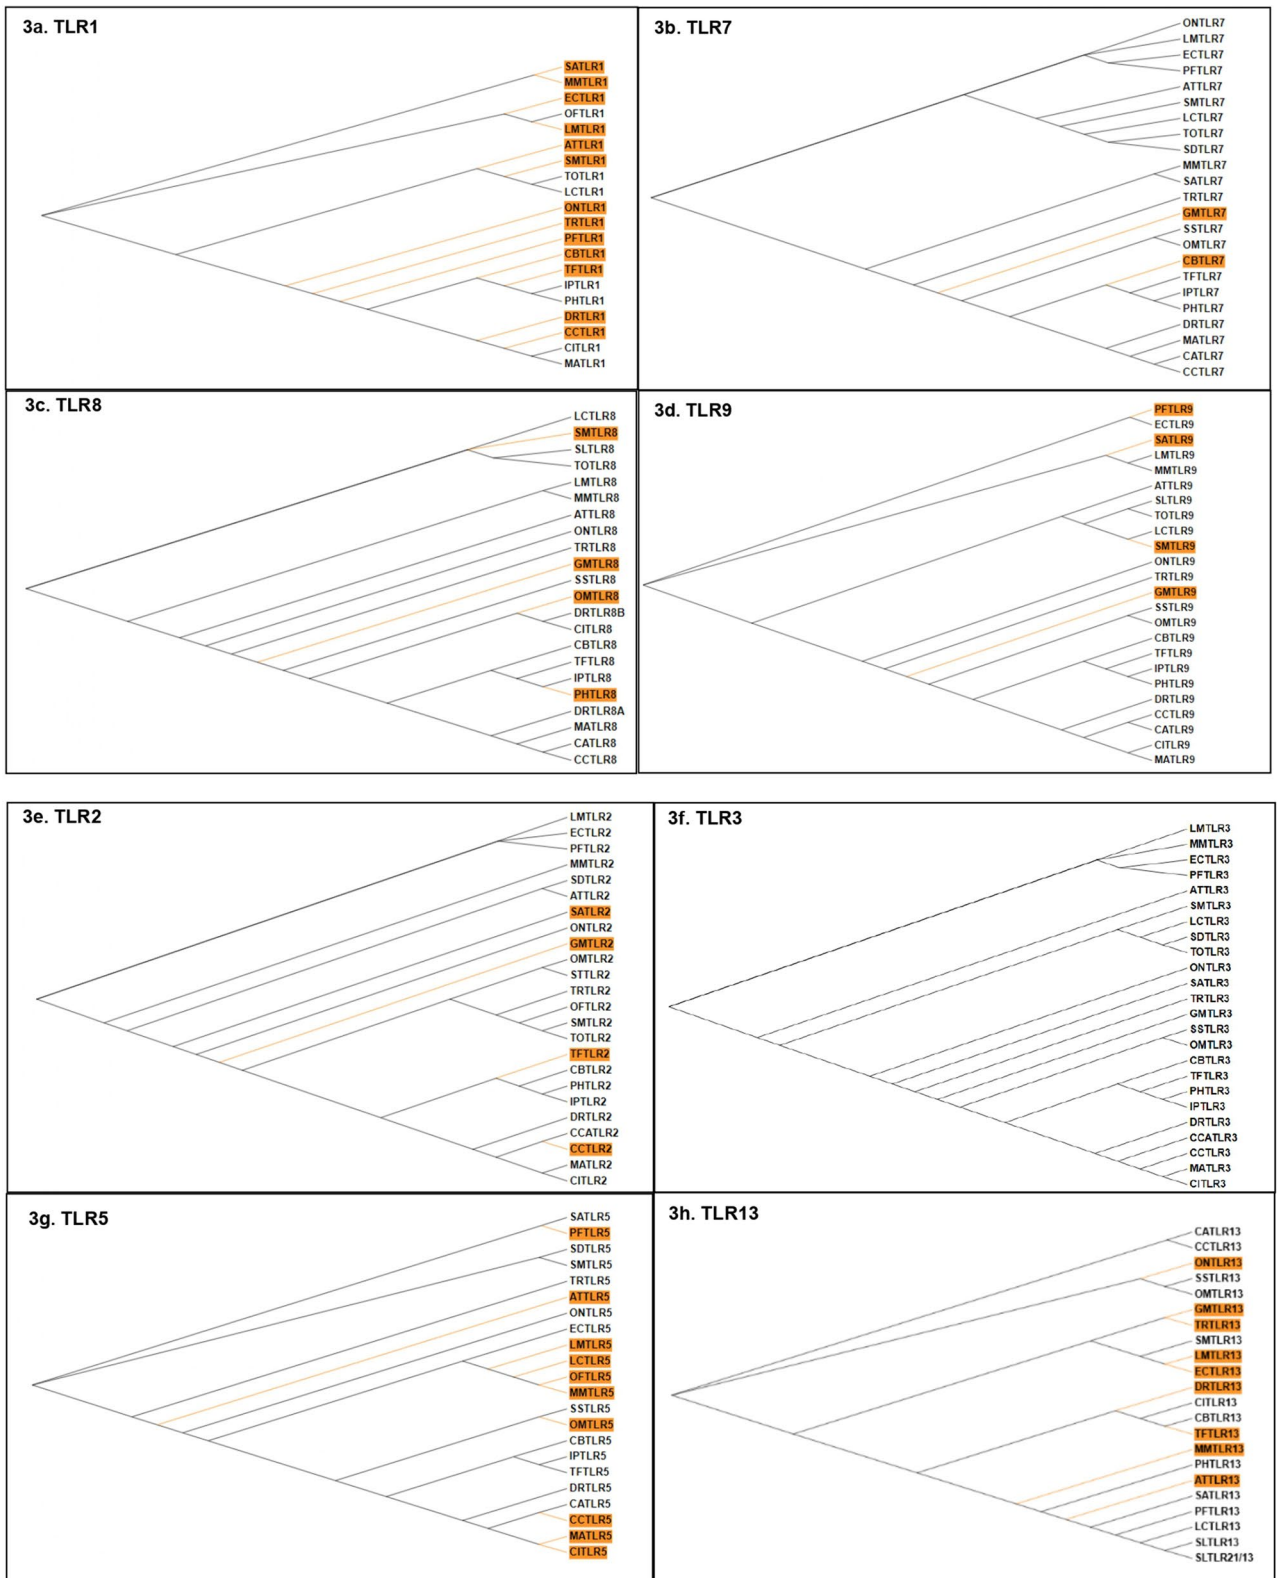 3a. TLR1
SATLR1
MMTLR1
ECTLR1
OFTLR1
LMTLR1
ATTLR1
SMTLR1
TOTLR1
LCTLR1
ONTLR1
TRTLR1
PFTLR1
CBTLR1
TFTLR1
IPTLR1
PHTLR1
DRTLR1
CCTLR1
CITLR1
MATLR1
3b. TLR7
ONTLR7
LMTLR7
ECTLR7
PFTLR7
ATTLR7
SMTLR7
LCTLR7
TOTLR7
SDTLR7
MMTLR7
SATLR7
TRTLR7
GMTLR7
SSTLR7
OMTLR7
CBTLR7
TFTLR7
IPTLR7
PHTLR7
DRTLR7
MATLR7
CATLR7
CCTLR7
3c. TLR8
LCTLR8
SMTLR8
SLTLR8
TOTLR8
LMTLR8
MMTLR8
ATTLR8
ONTLR8
TRTLR8
GMTLR8
SSTLR8
OMTLR8
DRTLR8B
CITLR8
CBTLR8
TFTLR8
IPTLR8
PHTLR8
DRTLR8A
MATLR8
CATLR8
CCTLR8
3d. TLR9
PFTLR9
ECTLR9
SATLR9
LMTLR9
MMTLR9
ATTLR9
SLTLR9
TOTLR9
LCTLR9
SMTLR9
ONTLR9
TRTLR9
GMTLR9
SSTLR9
OMTLR9
CBTLR9
TFTLR9
IPTLR9
PHTLR9
DRTLR9
CCTLR9
CATLR9
CITLR9
MATLR9
3e. TLR2
LMTLR2
ECTLR2
PFTLR2
MMTLR2
SDTLR2
ATTLR2
SATLR2
ONTLR2
GMTLR2
OMTLR2
STTLR2
TRTLR2
OFTLR2
SMTLR2
TOTLR2
TFTLR2
CBTLR2
PHTLR2
IPTLR2
DRTLR2
CCATLR2
CCTLR2
MATLR2
CITLR2
3f. TLR3
LMTLR3
MMTLR3
ECTLR3
PFTLR3
ATTLR3
SMTLR3
LCTLR3
SDTLR3
TOTLR3
ONTLR3
SATLR3
TRTLR3
GMTLR3
SSTLR3
OMTLR3
CBTLR3
TFTLR3
PHTLR3
IPTLR3
DRTLR3
CCATLR3
CCTLR3
MATLR3
CITLR3
3g. TLR5
SATLR5
PFTLR5
SDTLR5
SMTLR5
TRTLR5
ATTLR5
ONTLR5
ECTLR5
LMTLR5
LCTLR5
OFTLR5
MMTLR5
SSTLR5
OMTLR5
CBTLR5
IPTLR5
TFTLR5
DRTLR5
CATLR5
CCTLR5
MATLR5
CITLR5
3h. TLR13
CATLR13
CCTLR13
ONTLR13
SSTLR13
OMTLR13
GMTLR13
TRTLR13
SMTLR13
LMTLR13
ECTLR13
DRTLR13
CITLR13
CBTLR13
TFTLR13
MMTLR13
PHTLR13
ATTLR13
SATLR13
PFTLR13
LCTLR13
SLTLR13
SLTLR21/13